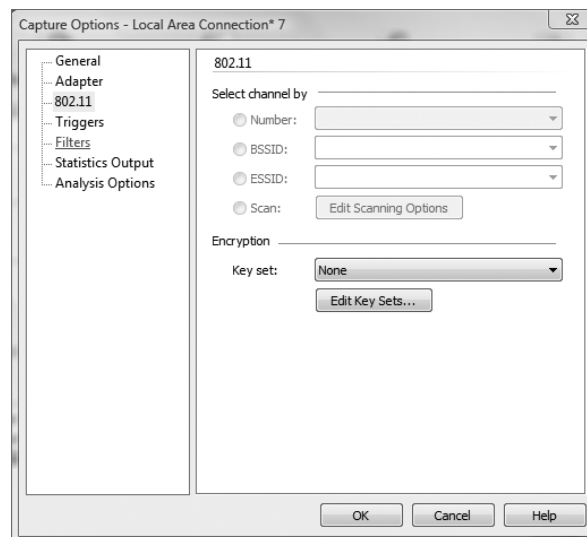 Capture Options - Local Area Connection* 7
General
Adapter
802.11
Triggers
Filters
Statistics Output
Analysis Options
802.11
Select channel by
Number:
BSSID:
ESSID:
Scan:
Edit Scanning Options
Encryption
Key set:
None
Edit Key Sets...
OK
Cancel
Help